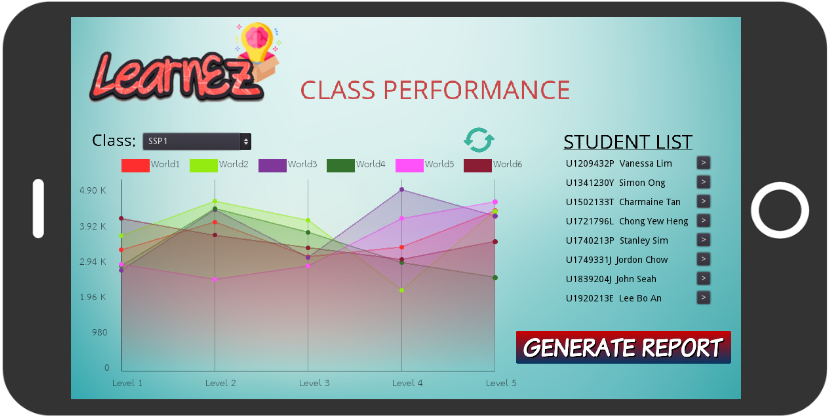 LearnEz
CLASS PERFORMANCE
Class: SSP1
World1 World2 World3 World4 World5 World6
4.90 K
3.92 K
2.94 K
1.96 K
980
0
Level 1 Level 2 Level 3 Level 4 Level 5
STUDENT LIST
U1209432P Vanessa Lim >
U1341230Y Simon Ong >
U1502133T Charmaine Tan >
U1721796L Chong Yew Heng >
U1740213P Stanley Sim >
U1749331J Jordon Chow >
U1839204J John Seah >
U1920213E Lee Bo An >
GENERATE REPORT